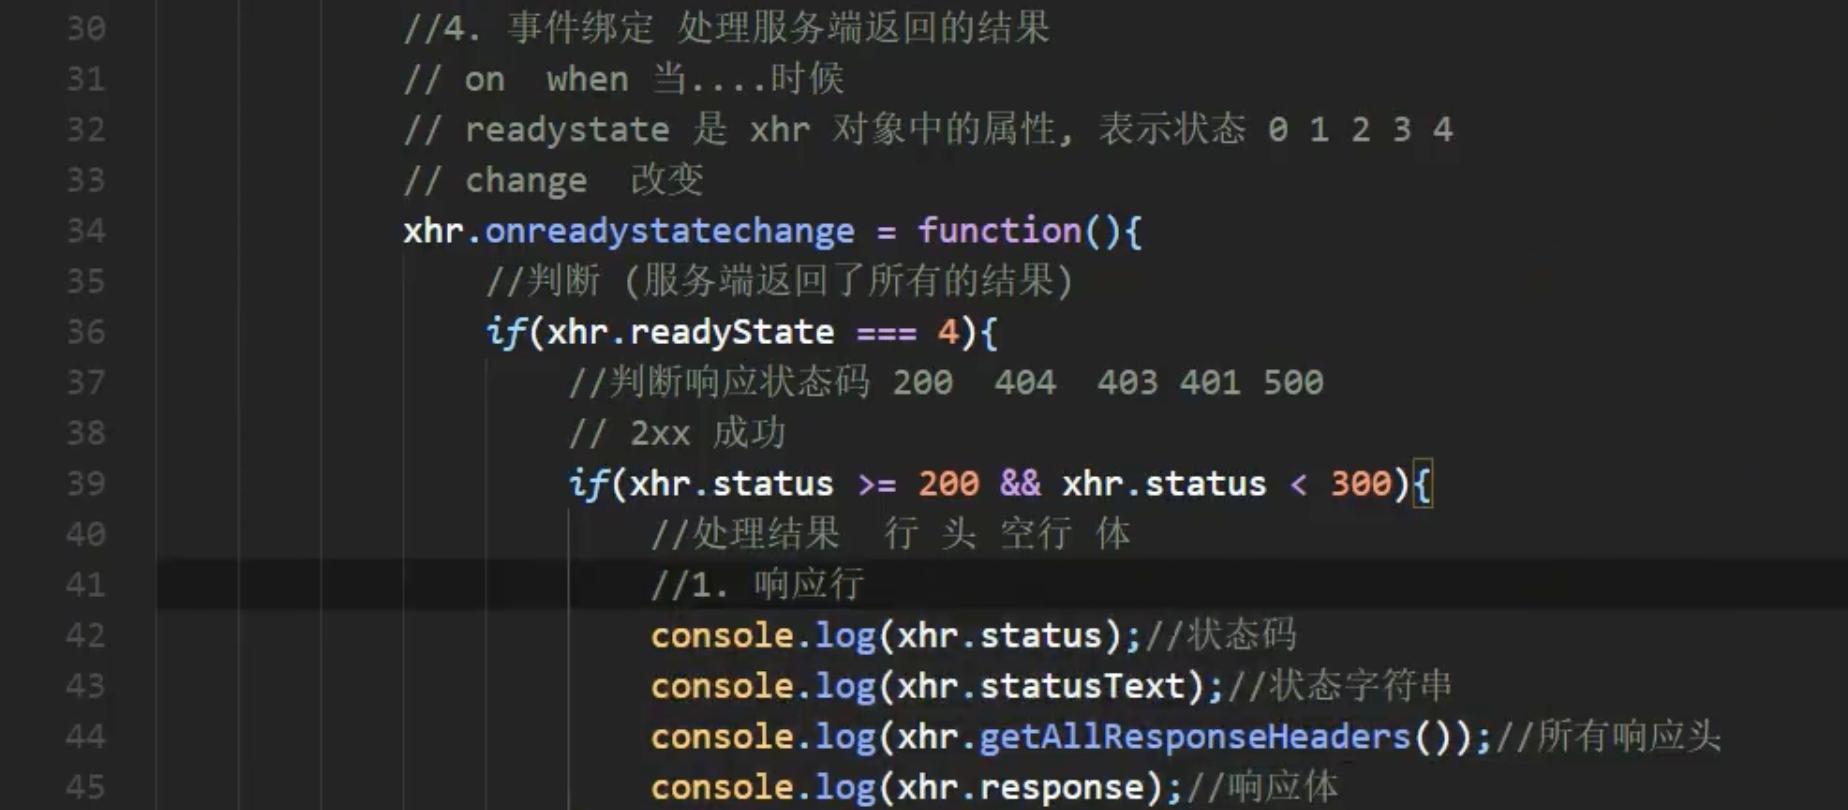 30 //4. 事件绑定 处理服务端返回的结果
31 // on  when 当....时候
32 // readystate 是 xhr 对象中的属性, 表示状态 0 1 2 3 4
33 // change  改变
34 xhr.onreadystatechange = function(){
35 //判断 (服务端返回了所有的结果)
36 if(xhr.readyState === 4){
37 //判断响应状态码 200  404  403 401 500
38 // 2xx 成功
39 if(xhr.status >= 200 && xhr.status < 300){
40 //处理结果  行 头 空行 体
41 //1. 响应行
42 console.log(xhr.status);//状态码
43 console.log(xhr.statusText);//状态字符串
44 console.log(xhr.getAllResponseHeaders());//所有响应头
45 console.log(xhr.response);//响应体